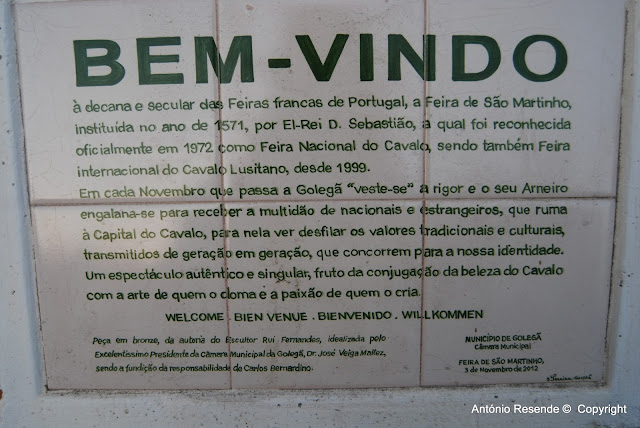 BEM-VINDO
à decana e secular das Feiras francas de Portugal, a Feira de São Martinho,
instituída no ano de 1571, por El-Rei D. Sebastião, a qual foi reconhecida
oficialmente em 1972 como Feira Nacional do Cavalo, sendo também Feira
internacional do Cavalo Lusitano, desde 1999.
Em cada Novembro que passa a Golegã "veste-se" a rigor e o seu Arneiro
engalana-se para receber a multidão de nacionais e estrangeiros, que ruma
à Capital do Cavalo, para nela ver desfilar os valores tradicionais e culturais,
transmitidos de geração em geração, que concorrem para a nossa identidade.
Um espectáculo autêntico e singular, fruto da conjugação da beleza do Cavalo
com a arte de quem o doma e a paixão de quem o cria.
WELCOME . BIEN VENUE . BIENVENIDO . WILLKOMMEN
Peça em bronze, da autoria do Escultor Rui Fernandes, idealizada pelo
Excelentíssimo Presidente da Câmara Municipal da Golegã, Dr. José Veiga Maltez,
sendo a fundição da responsabilidade de Carlos Bernardino.
MUNICÍPIO DE GOLEGÃ
Câmara Municipal
FEIRA DE SÃO MARTINHO,
3 de Novembro de 2012
António Resende © Copyright